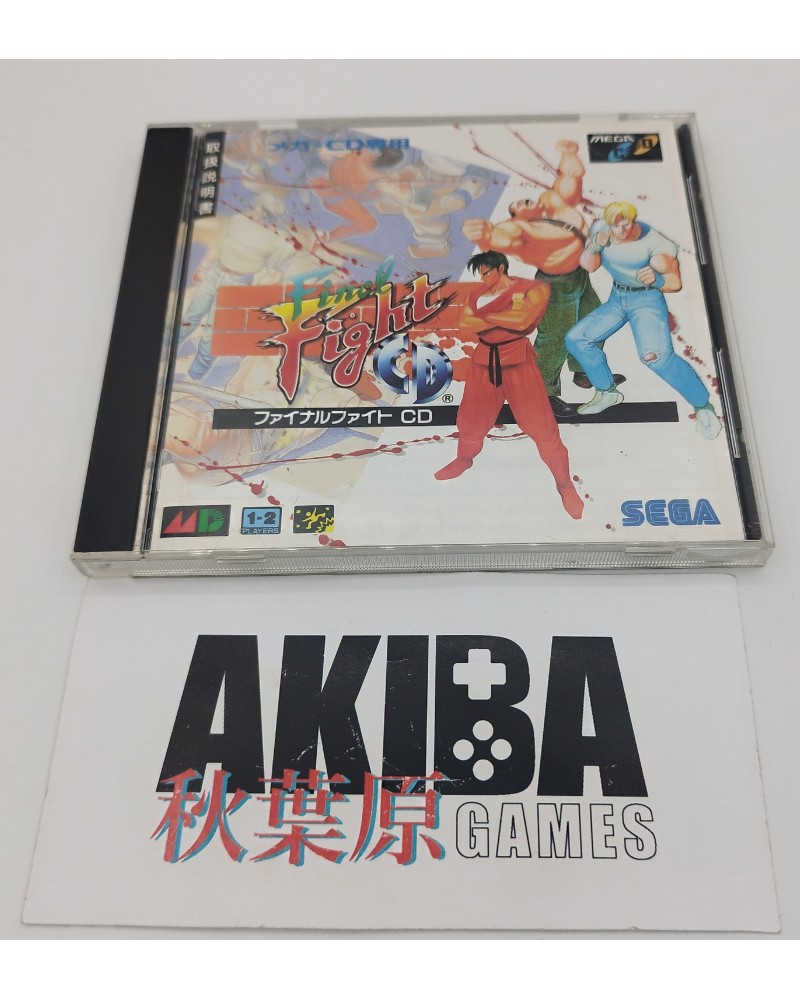 取扱説明書
メガ-CD専用
MEGA
CD
Final
Fight
CD
®
ファイナルファイト CD
MD
1-2
PLAYERS
SEGA
AKIBA
秋葉原 GAMES